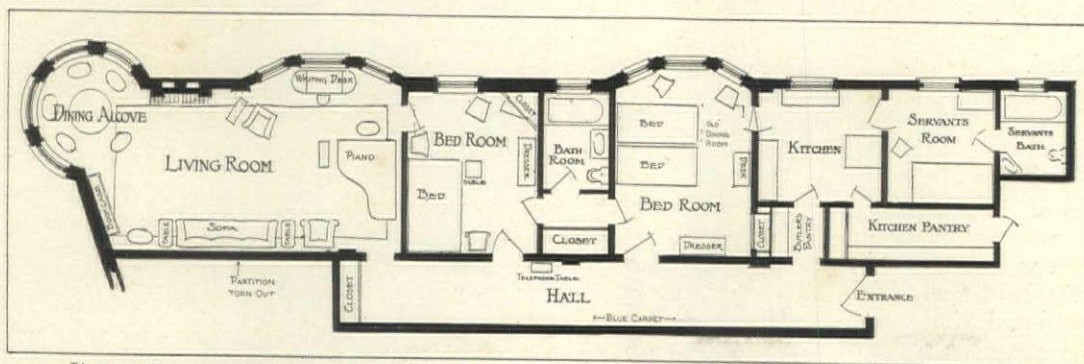 WRITING DESK
DINING ALCOVE
LIVING ROOM
PIANO
TABLE
SOFA
TABLE
PARTITION
TORN OUT
CLOSET
BED ROOM
CLOSET
DRESSER
TABLE
BED
BATH
ROOM
CLOSET
TELEPHONE TABLE
HALL
BLUE CARPET
BED
BED
OLD
DINING
ROOM
DESK
BED ROOM
DRESSER
CLOSET
KITCHEN
BUTLERS
PANTRY
SERVANTS
ROOM
SERVANTS
BATH
KITCHEN PANTRY
ENTRANCE